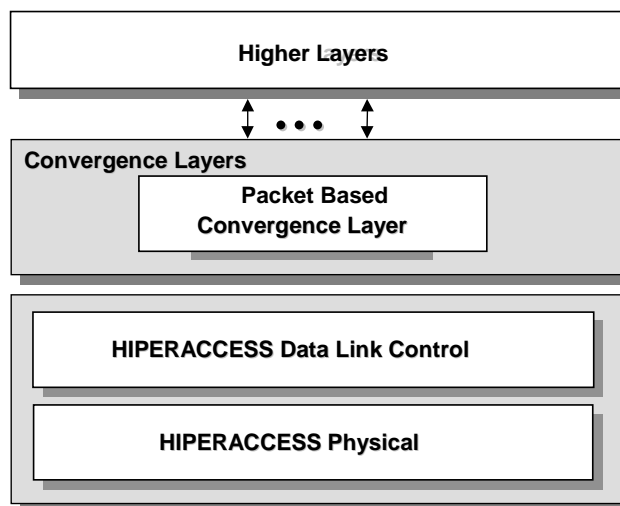 Higher Layers
Convergence Layers
Packet Based
Convergence Layer
HIPERACCESS Data Link Control
HIPERACCESS Physical